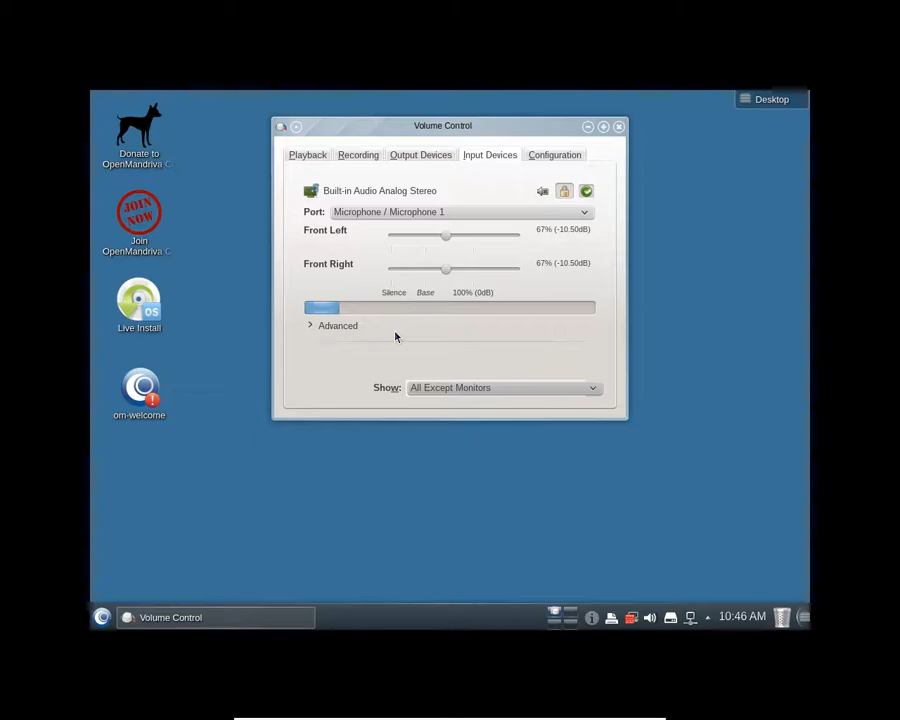 Desktop
Donate to
OpenMandriva C
JOIN
NOW
Join
OpenMandriva C
OS
Live Install
om-welcome
Volume Control
Playback
Recording
Output Devices
Input Devices
Configuration
Built-in Audio Analog Stereo
Port: Microphone / Microphone 1
Front Left 67% (-10.50dB)
Front Right 67% (-10.50dB)
Silence Base 100% (0dB)
Advanced
Show: All Except Monitors
Volume Control
10:46 AM